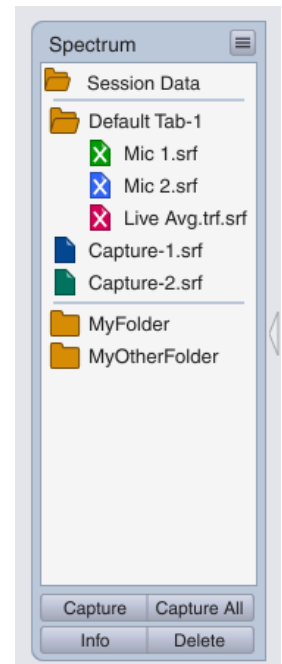 Spectrum
Session Data
Default Tab-1
Mic 1.srf
Mic 2.srf
Live Avg.trf.srf
Capture-1.srf
Capture-2.srf
MyFolder
MyOtherFolder
Capture Capture All
Info Delete